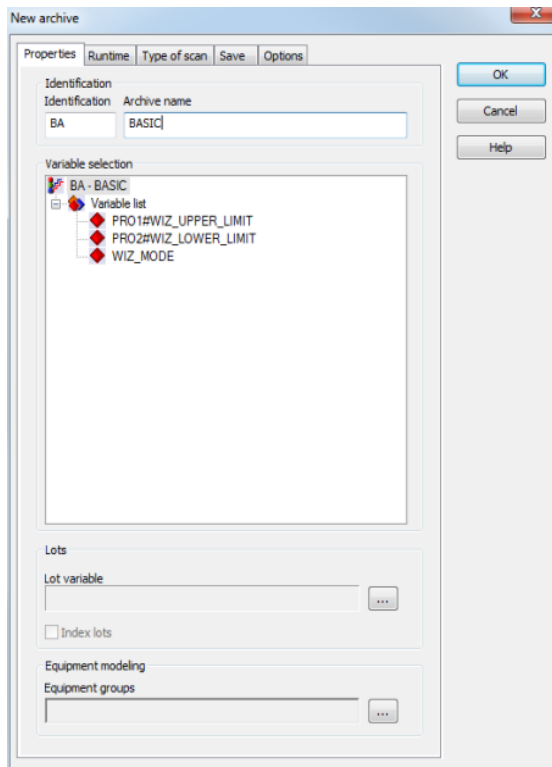 New archive
Properties Runtime Type of scan Save Options
Identification
Identification Archive name
BA BASIC
OK
Cancel
Help
Variable selection
BA - BASIC
Variable list
PRO1#WIZ_UPPER_LIMIT
PRO2#WIZ_LOWER_LIMIT
WIZ_MODE
Lots
Lot variable
...
Index lots
Equipment modeling
Equipment groups
...